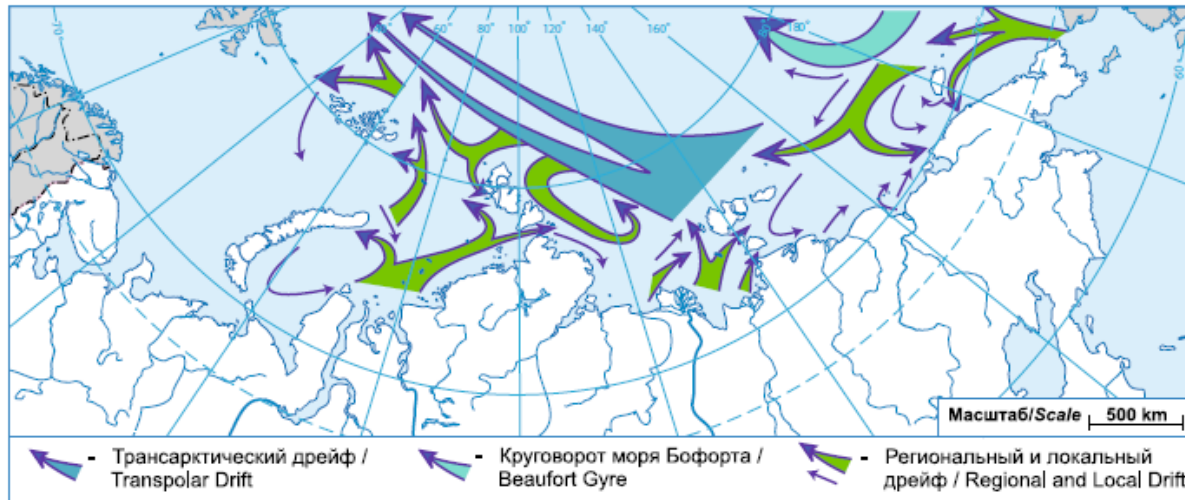 70°
60°
80°
100°
120°
140°
160°
180°
60
Масштаб/Scale 500 km
- Трансарктический дрейф /
Transpolar Drift
- Круговорот моря Бофорта /
Beaufort Gyre
- Региональный и локальный
дрейф / Regional and Local Drift